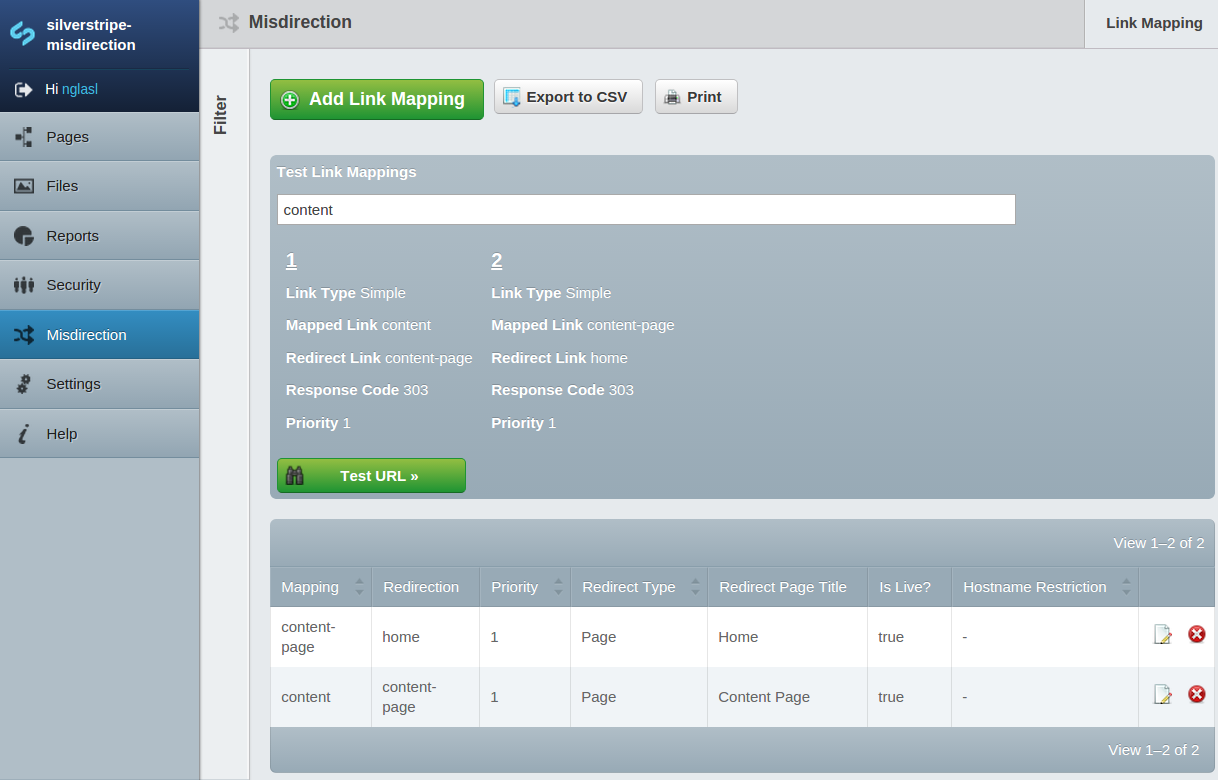 silverstripe-
misdirection
Hi nglasl
Pages
Files
Reports
Security
Misdirection
Settings
Help
Misdirection
Link Mapping
Filter
Add Link Mapping
Export to CSV
Print
Test Link Mappings
content
1
Link Type Simple
Mapped Link content
Redirect Link content-page
Response Code 303
Priority 1
2
Link Type Simple
Mapped Link content-page
Redirect Link home
Response Code 303
Priority 1
Test URL »
View 1–2 of 2
Mapping Redirection Priority Redirect Type Redirect Page Title Is Live? Hostname Restriction
content-
page
home 1 Page Home true -
content
content-
page
1 Page Content Page true -
View 1–2 of 2